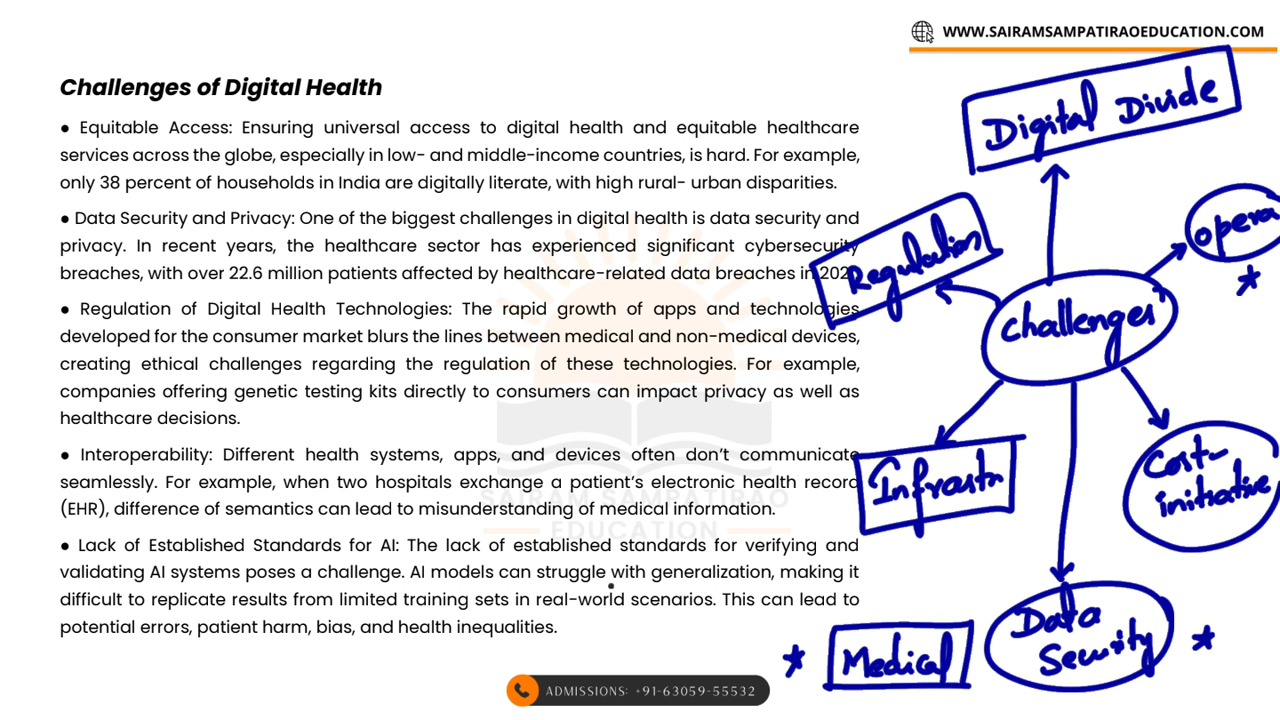 WWW.SAIRAMSAMPATIRAOEDUCATION.COM
Challenges of Digital Health
● Equitable Access: Ensuring universal access to digital health and equitable healthcare
services across the globe, especially in low- and middle-income countries, is hard. For example,
only 38 percent of households in India are digitally literate, with high rural- urban disparities.
● Data Security and Privacy: One of the biggest challenges in digital health is data security and
privacy. In recent years, the healthcare sector has experienced significant cybersecurity
breaches, with over 22.6 million patients affected by healthcare-related data breaches in
● Regulation of Digital Health Technologies: The rapid growth of apps and technologies
developed for the consumer market blurs the lines between medical and non-medical devices,
creating ethical challenges regarding the regulation of these technologies. For example,
companies offering genetic testing kits directly to consumers can impact privacy as well as
healthcare decisions.
● Interoperability: Different health systems, apps, and devices often don't communicate
seamlessly. For example, when two hospitals exchange a patient's electronic health record
(EHR), difference of semantics can lead to misunderstanding of medical information.
● Lack of Established Standards for AI: The lack of established standards for verifying and
validating AI systems poses a challenge. AI models can struggle with generalization, making it
difficult to replicate results from limited training sets in real-world scenarios. This can lead to
potential errors, patient harm, bias, and health inequalities.
Digital Divide
Regulation
opera
challenges
Infrastr
Cost-
initiative
Data
Security
Medical
SAIRAM SAMPATIRAO
EDUCATION
ADMISSIONS: +91-63059-55532